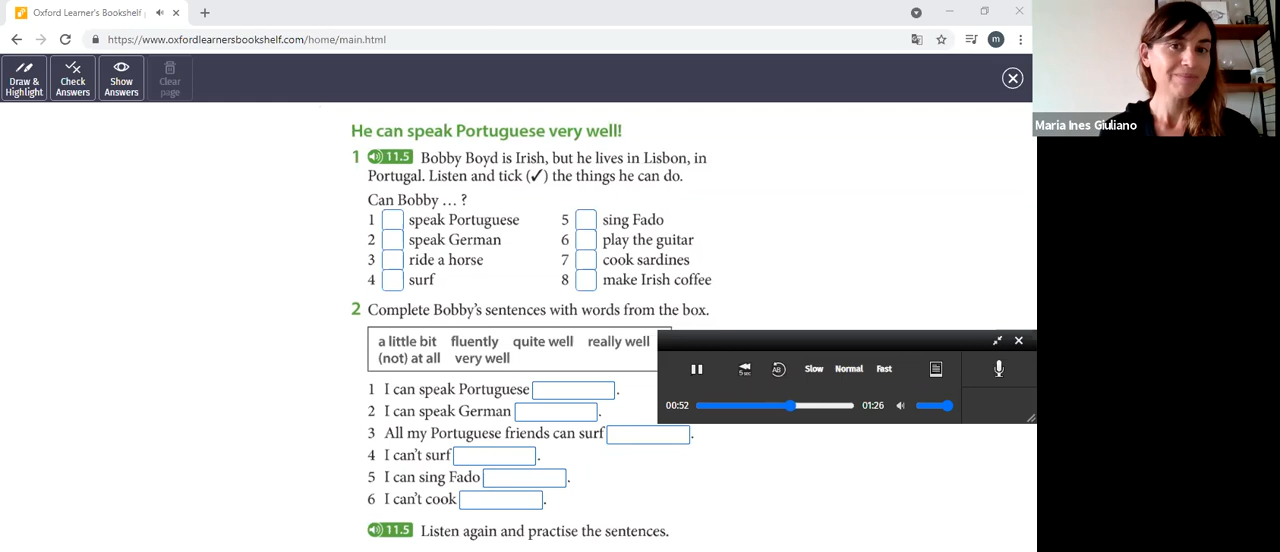 Oxford Learner's Bookshelf
https://www.oxfordlearnersbookshelf.com/home/main.html
m
Draw & Highlight
Check Answers
Show Answers
Clear page
Maria Ines Giuliano
He can speak Portuguese very well!
1 11.5 Bobby Boyd is Irish, but he lives in Lisbon, in
Portugal. Listen and tick (✓) the things he can do.
Can Bobby … ?
1 speak Portuguese
2 speak German
3 ride a horse
4 surf
5 sing Fado
6 play the guitar
7 cook sardines
8 make Irish coffee
2 Complete Bobby's sentences with words from the box.
a little bit fluently quite well really well
(not) at all very well
1 I can speak Portuguese .
2 I can speak German .
3 All my Portuguese friends can surf .
4 I can't surf .
5 I can sing Fado .
6 I can't cook .
11.5 Listen again and practise the sentences.
5 sec
AB
Slow Normal Fast
00:52
01:26